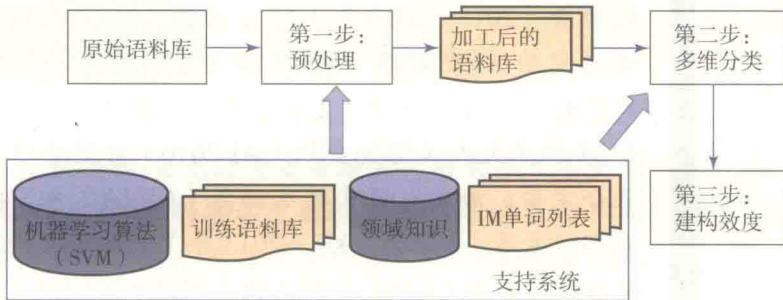 原始语料库
第一步：
预处理
加工后的
语料库
第二步：
多维分类
机器学习算法
（SVM）
训练语料库
领域知识
IM单词列表
第三步：
建构效度
支持系统